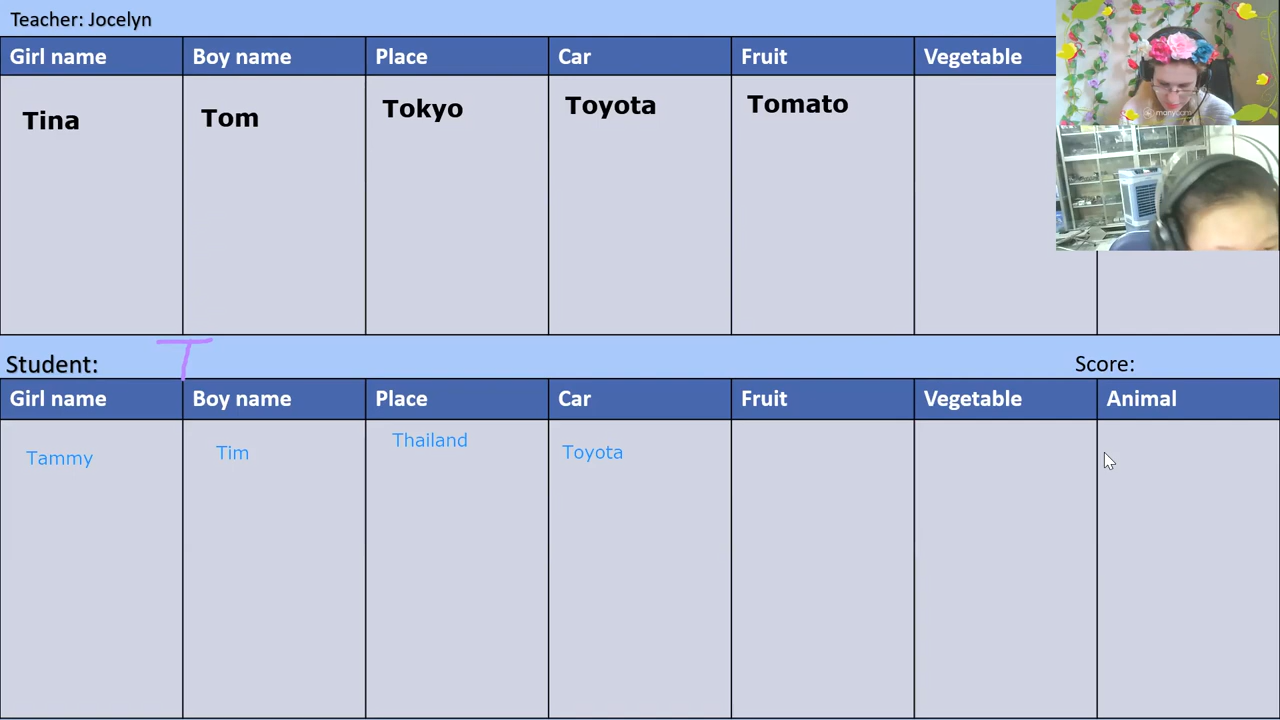 Teacher: Jocelyn
Girl name
Boy name
Place
Car
Fruit
Vegetable
Tina
Tom
Tokyo
Toyota
Tomato
manycam
Student:
T
Score:
Girl name
Boy name
Place
Car
Fruit
Vegetable
Animal
Tammy
Tim
Thailand
Toyota